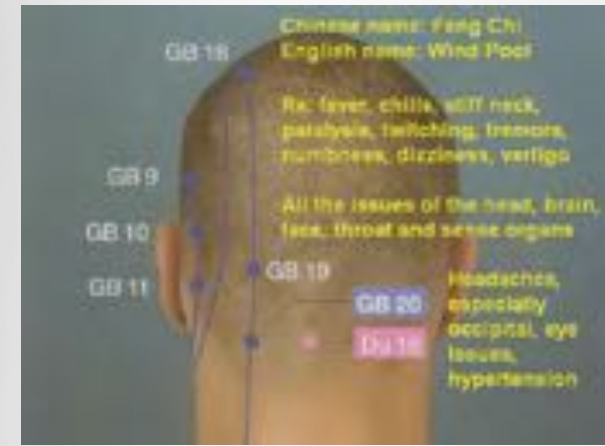 Chinese name: Feng Chi
English name: Wind Pool
GB 18
Rx: fever, chills, stiff neck,
paralysis, twitching, tremors,
numbness, dizziness, vertigo
GB 9
All the issues of the head, brain,
face, throat and sense organs
GB 10
GB 19
GB 11
Headaches,
especially
occipital, eye
issues,
hypertension
GB 20
Du 16